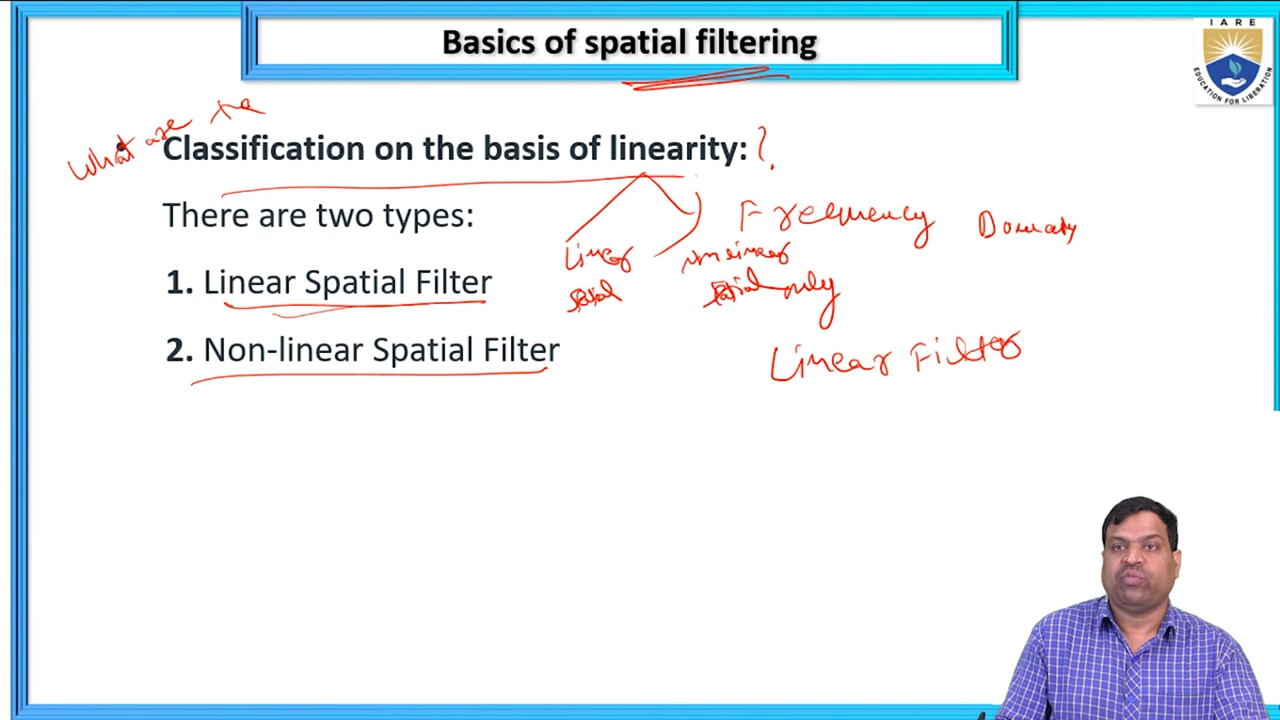 Basics of spatial filtering
IARE
EDUCATION FOR LIBERATION
What are the
Classification on the basis of linearity: ?
There are two types:
Frequency Domain
Linear
nonlinear
1. Linear Spatial Filter
spatial
spatial only
2. Non-linear Spatial Filter
Linear Filter